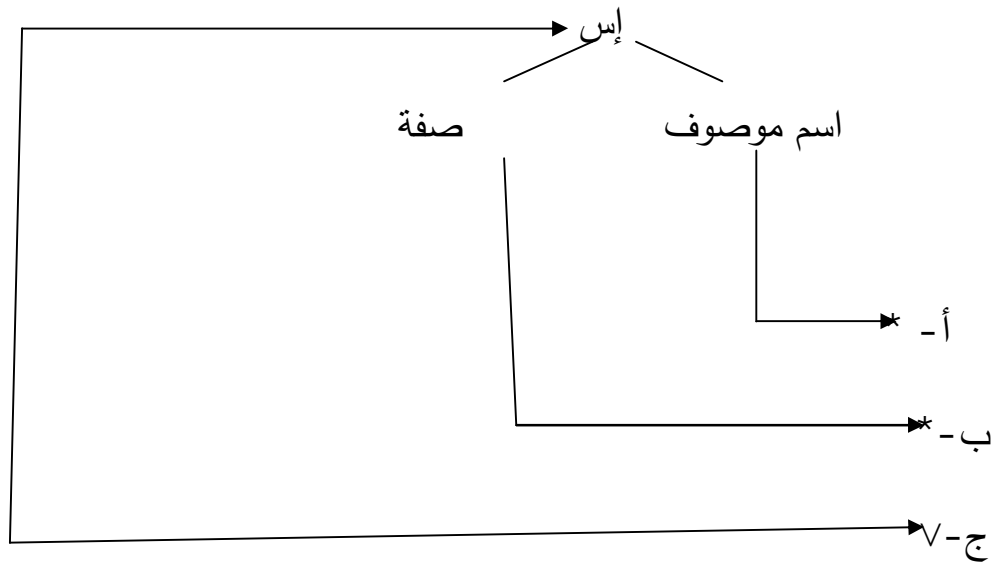 إس
اسم موصوف صفة
أ - *
ب - *
ج - √